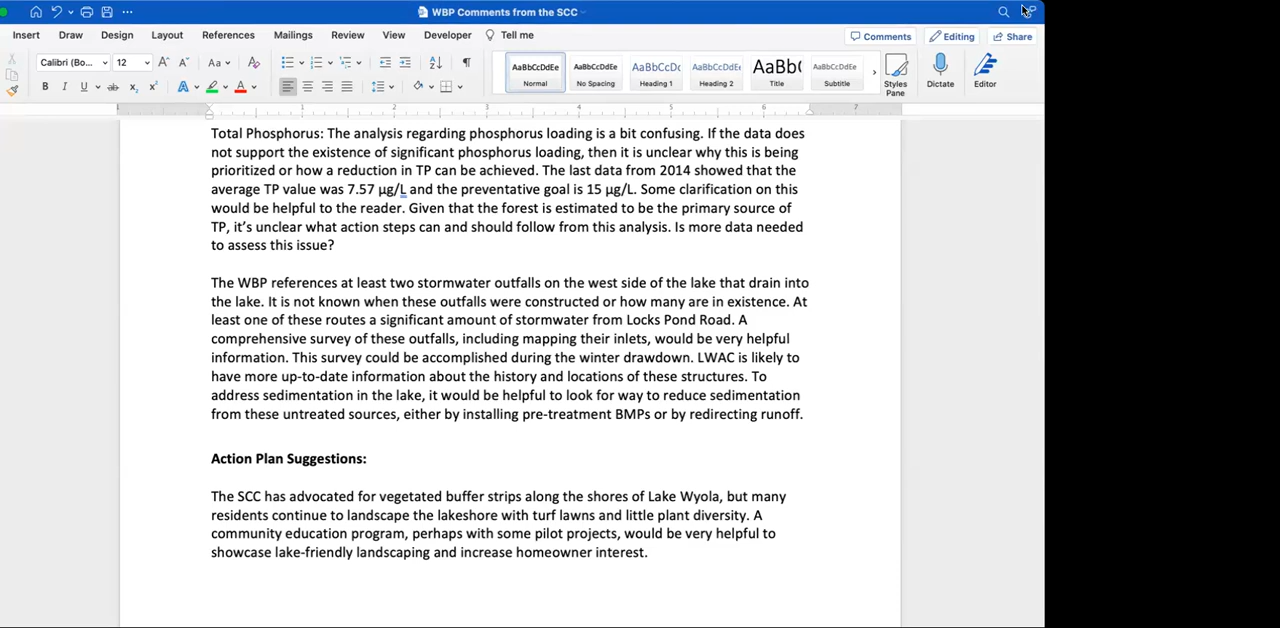 WBP Comments from the SCC
Insert Draw Design Layout References Mailings Review View Developer Tell me
Comments Editing Share
Calibri (Bo... 12 Aa
AaBbCcDdEe AaBbCcDdEe AaBbCcDc AaBbCcDdEe AaBb( AaBbCcDdEe
Normal No Spacing Heading 1 Heading 2 Title Subtitle Styles Pane Dictate Editor
B I U ab x₂ x² A A
1 1 2 3 4 5 6 7
Total Phosphorus: The analysis regarding phosphorus loading is a bit confusing. If the data does
not support the existence of significant phosphorus loading, then it is unclear why this is being
prioritized or how a reduction in TP can be achieved. The last data from 2014 showed that the
average TP value was 7.57 µg/L and the preventative goal is 15 µg/L. Some clarification on this
would be helpful to the reader. Given that the forest is estimated to be the primary source of
TP, it's unclear what action steps can and should follow from this analysis. Is more data needed
to assess this issue?
The WBP references at least two stormwater outfalls on the west side of the lake that drain into
the lake. It is not known when these outfalls were constructed or how many are in existence. At
least one of these routes a significant amount of stormwater from Locks Pond Road. A
comprehensive survey of these outfalls, including mapping their inlets, would be very helpful
information. This survey could be accomplished during the winter drawdown. LWAC is likely to
have more up-to-date information about the history and locations of these structures. To
address sedimentation in the lake, it would be helpful to look for way to reduce sedimentation
from these untreated sources, either by installing pre-treatment BMPs or by redirecting runoff.
Action Plan Suggestions:
The SCC has advocated for vegetated buffer strips along the shores of Lake Wyola, but many
residents continue to landscape the lakeshore with turf lawns and little plant diversity. A
community education program, perhaps with some pilot projects, would be very helpful to
showcase lake-friendly landscaping and increase homeowner interest.